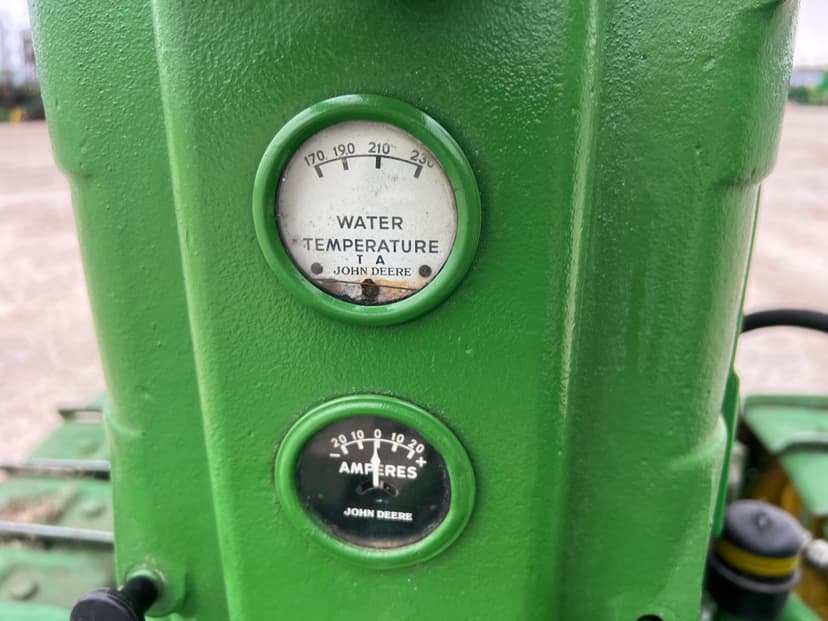 170 190 210 230
WATER
TEMPERATURE
T A
JOHN DEERE
20 10 0 10 20
- +
AMPERES
JOHN DEERE